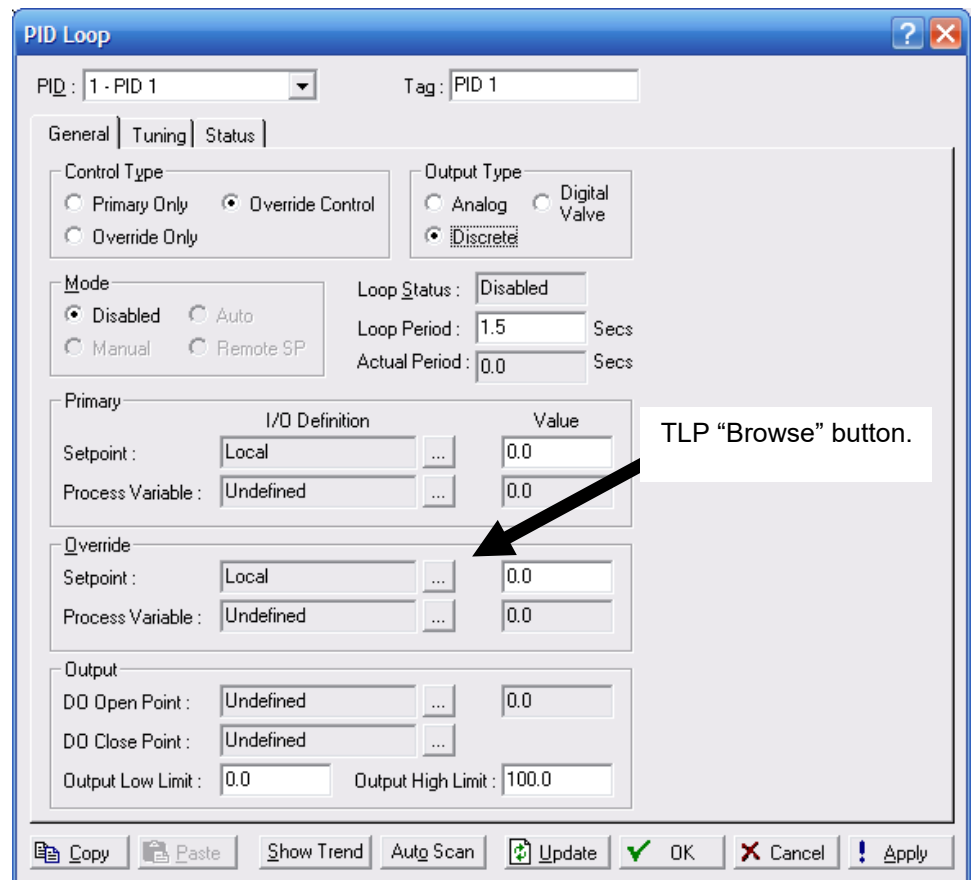 PID Loop
PID : 1 - PID 1 Tag : PID 1
General Tuning Status
Control Type
Primary Only Override Control
Override Only
Output Type
Analog Digital Valve
Discrete
Mode
Disabled Auto
Manual Remote SP
Loop Status : Disabled
Loop Period : 1.5 Secs
Actual Period : 0.0 Secs
Primary
I/O Definition Value
Setpoint : Local ... 0.0
Process Variable : Undefined ... 0.0
TLP “Browse” button.
Override
Setpoint : Local ... 0.0
Process Variable : Undefined ... 0.0
Output
DO Open Point : Undefined ... 0.0
DO Close Point : Undefined ...
Output Low Limit : 0.0 Output High Limit : 100.0
Copy Paste Show Trend Auto Scan Update OK Cancel ! Apply